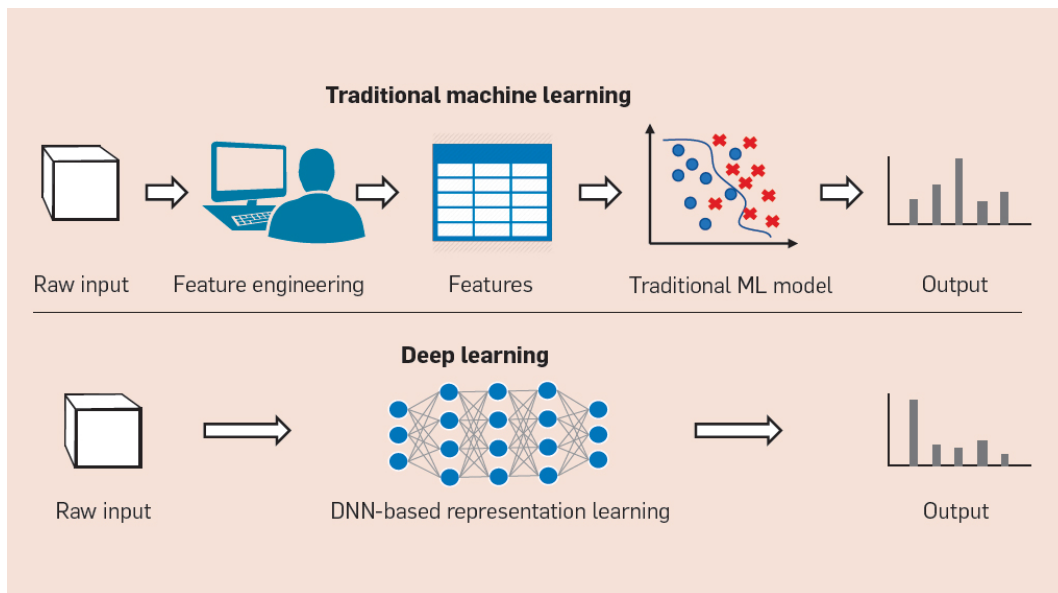 Traditional machine learning
Raw input
Feature engineering
Features
Traditional ML model
Output
Deep learning
Raw input
DNN-based representation learning
Output